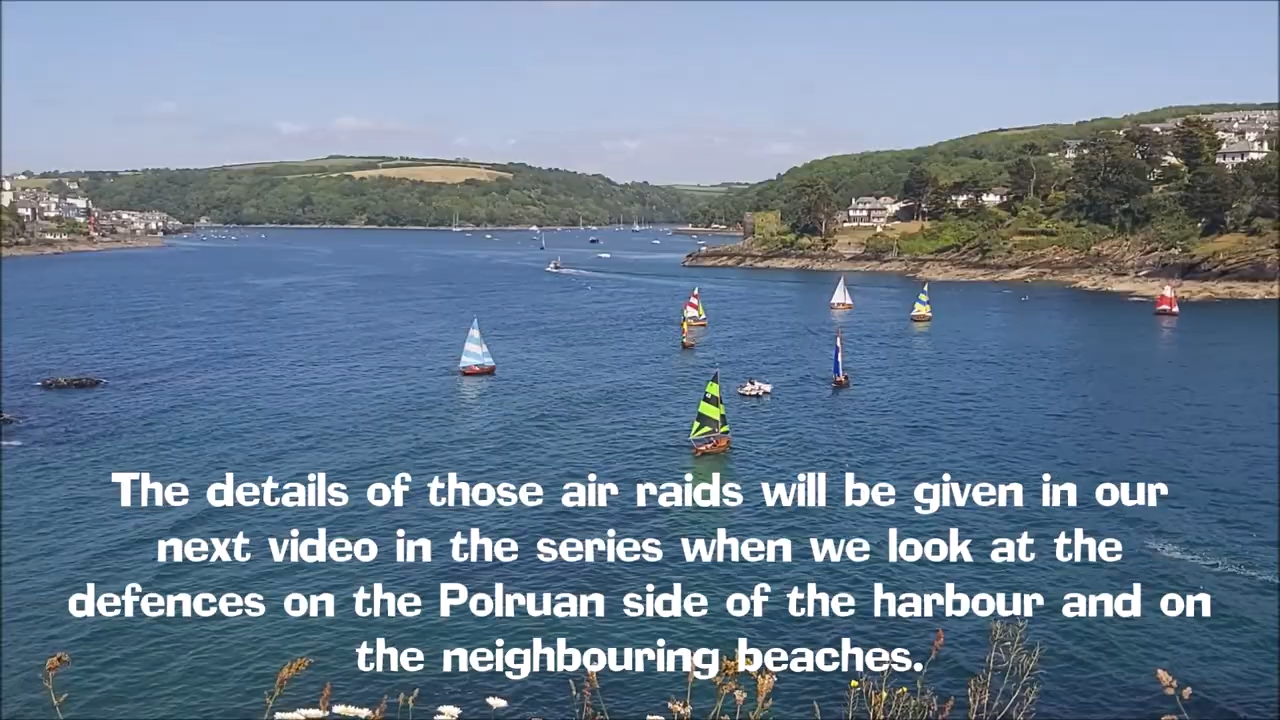 The details of those air raids will be given in our
next video in the series when we look at the
defences on the Polruan side of the harbour and on
the neighbouring beaches.